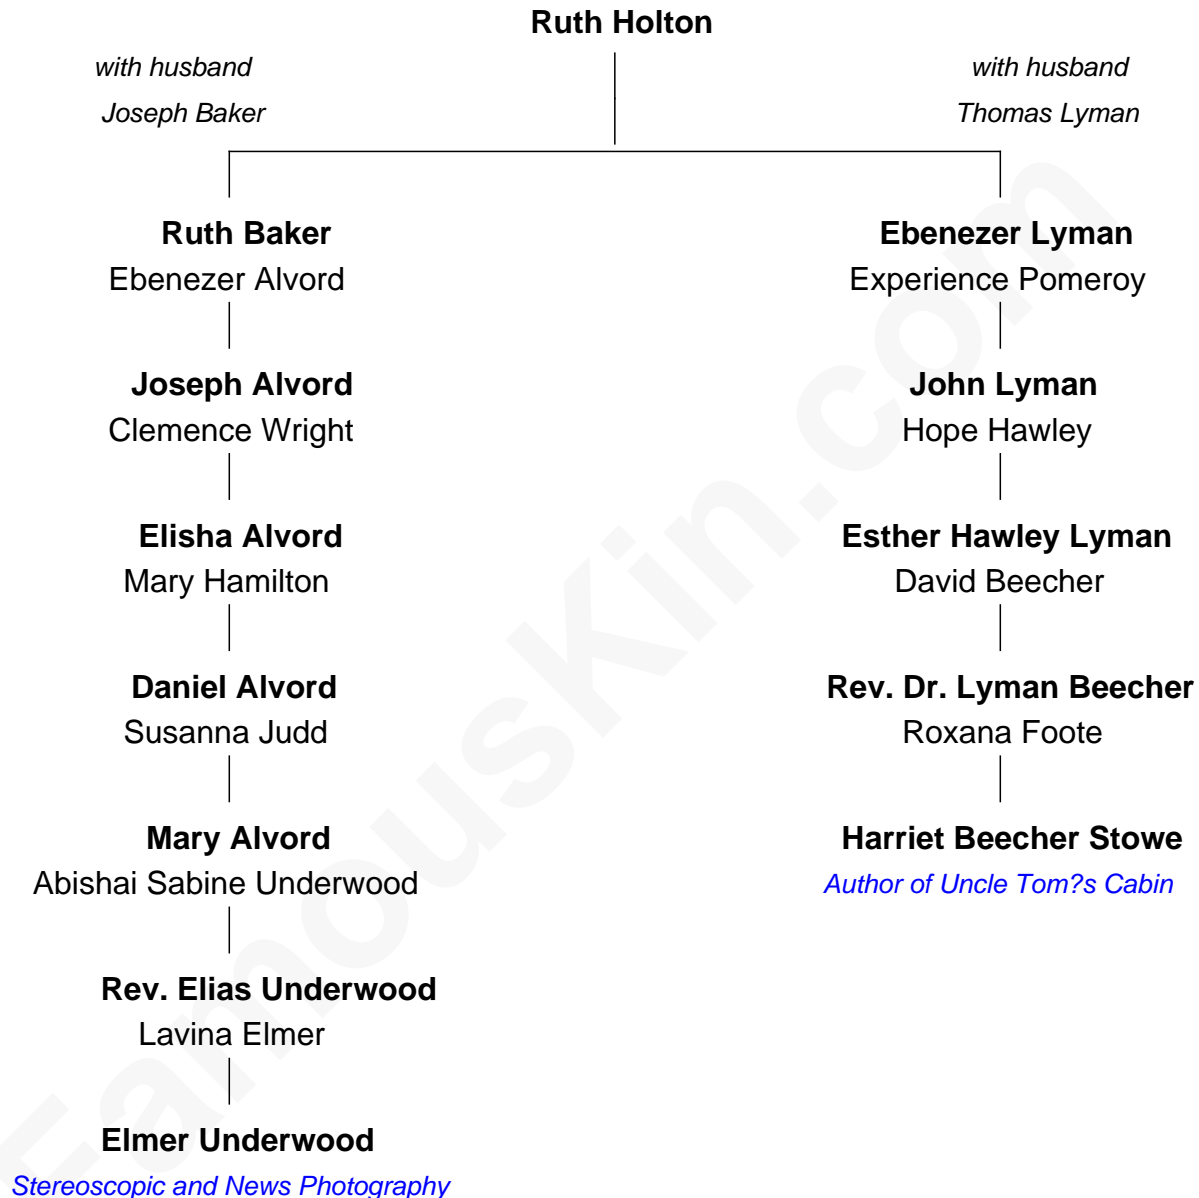 Ruth Holton
with husband
Joseph Baker
with husband
Thomas Lyman
Ruth Baker
Ebenezer Alvord
Ebenezer Lyman
Experience Pomeroy
Joseph Alvord
Clemence Wright
John Lyman
Hope Hawley
Elisha Alvord
Mary Hamilton
Esther Hawley Lyman
David Beecher
Daniel Alvord
Susanna Judd
Rev. Dr. Lyman Beecher
Roxana Foote
Mary Alvord
Abishai Sabine Underwood
Harriet Beecher Stowe
Author of Uncle Tom?s Cabin
Rev. Elias Underwood
Lavina Elmer
Elmer Underwood
Stereoscopic and News Photography
FamousKin.com